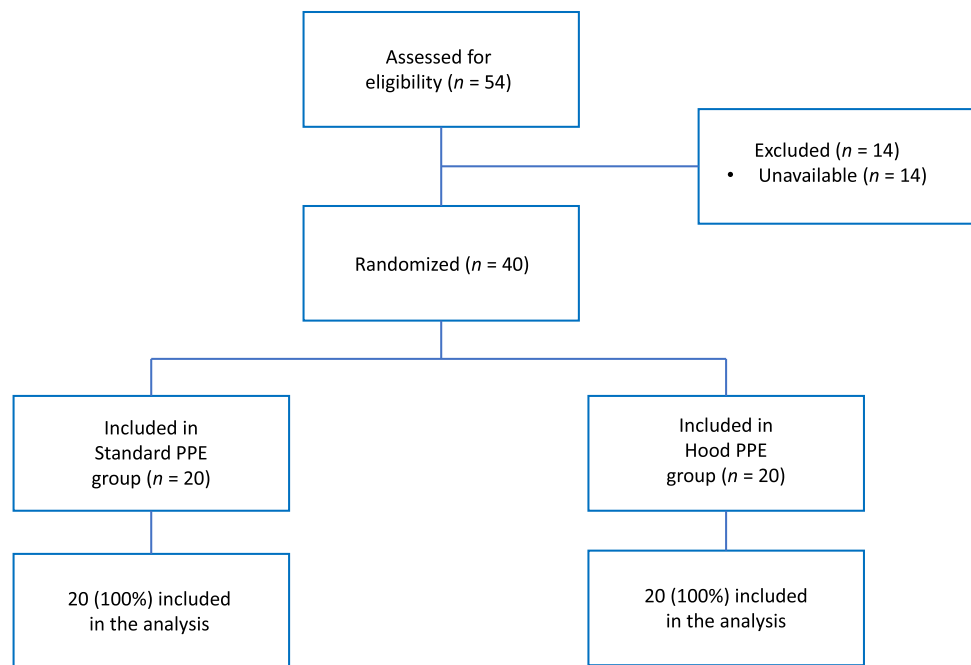 Assessed for
eligibility (n = 54)
Excluded (n = 14)
• Unavailable (n = 14)
Randomized (n = 40)
Included in
Standard PPE
group (n = 20)
Included in
Hood PPE
group (n = 20)
20 (100%) included
in the analysis
20 (100%) included
in the analysis